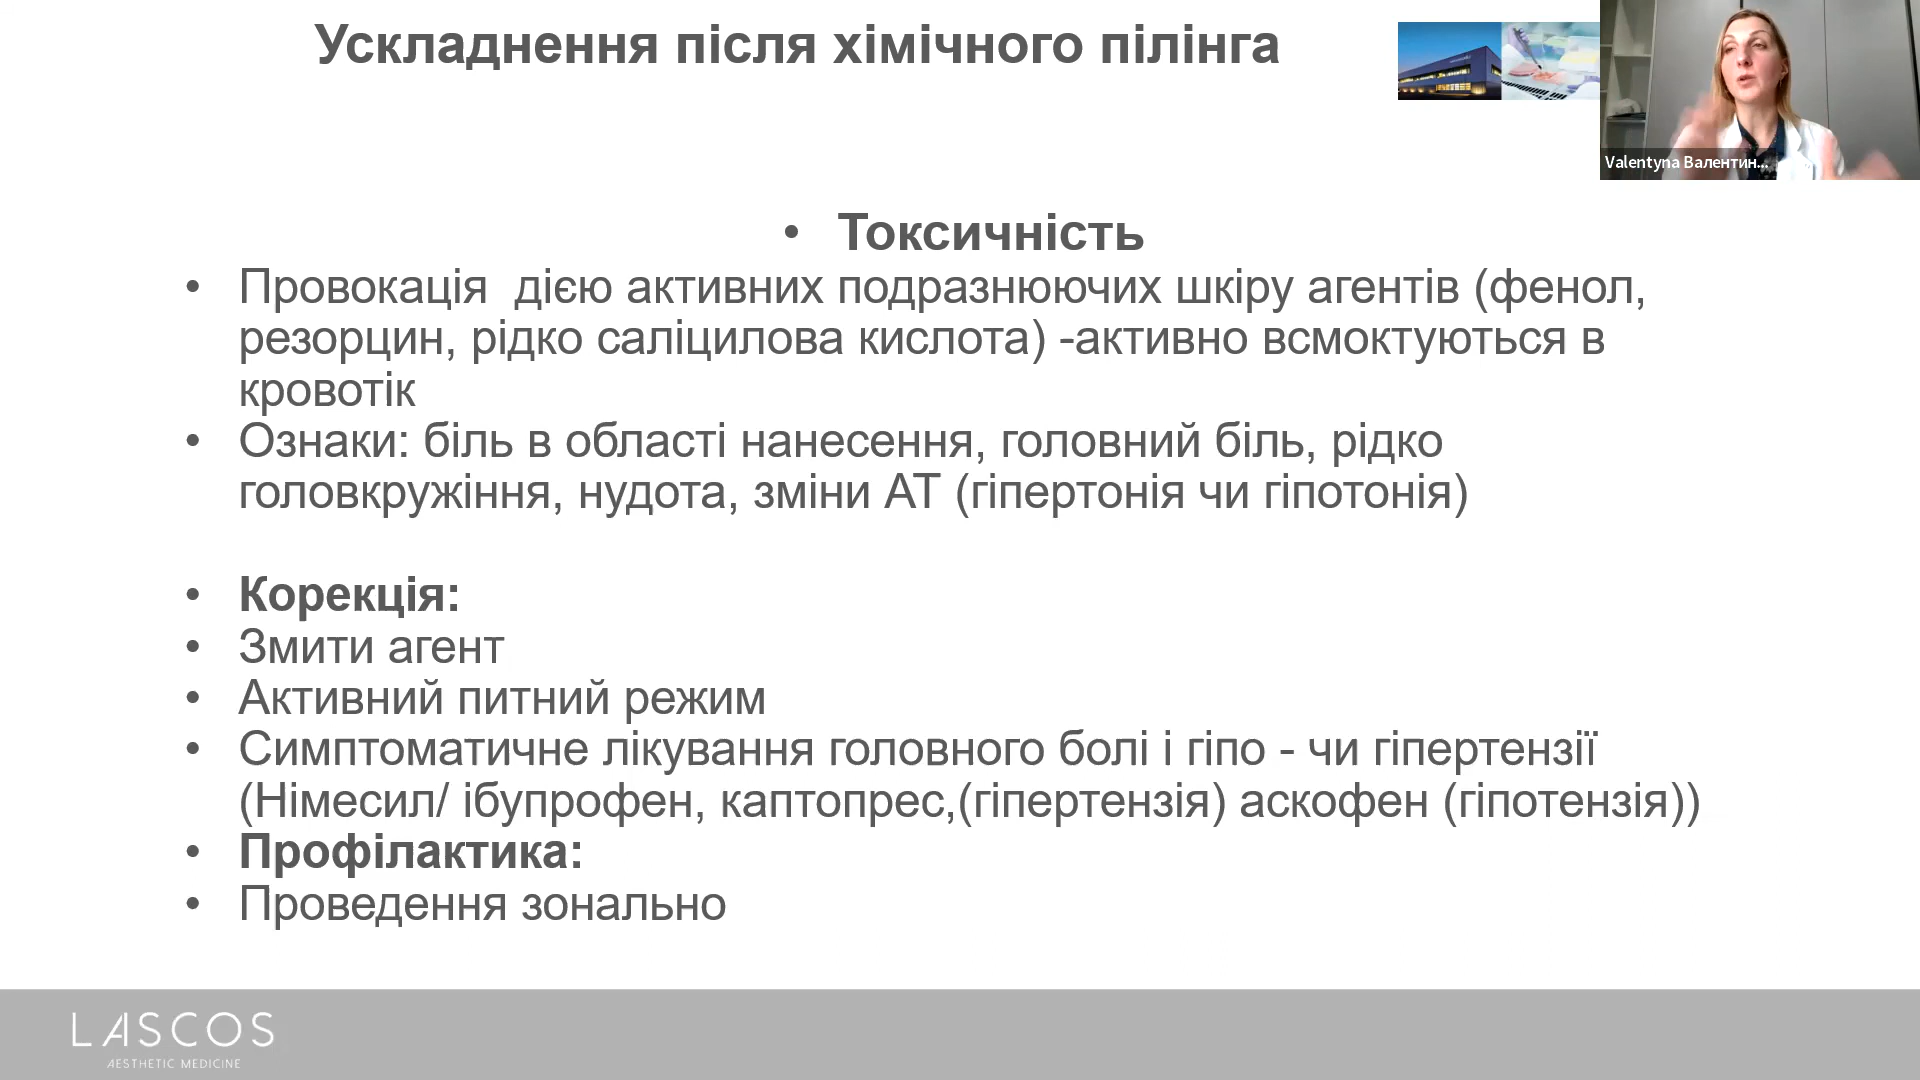 Ускладнення після хімічного пілінга
Valentyna Валентин...
• Токсичність
• Провокація дією активних подразнюючих шкіру агентів (фенол,
резорцин, рідко саліцилова кислота) -активно всмоктуються в
кровотік
• Ознаки: біль в області нанесення, головний біль, рідко
головкружіння, нудота, зміни АТ (гіпертонія чи гіпотонія)
• Корекція:
• Змити агент
• Активний питний режим
• Симптоматичне лікування головного болі і гіпо - чи гіпертензії
(Німесил/ ібупрофен, каптопрес,(гіпертензія) аскофен (гіпотензія))
• Профілактика:
• Проведення зонально
LASCOS
AESTHETIC MEDICINE